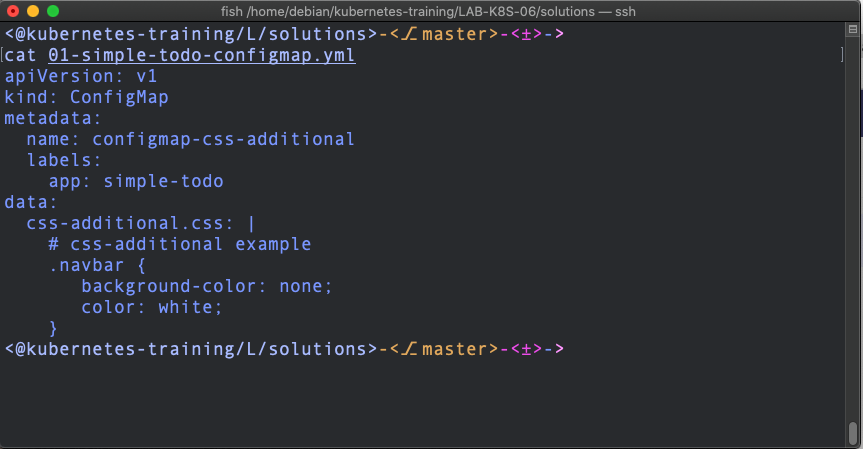 fish /home/debian/kubernetes-training/LAB-K8S-06/solutions — ssh
<@kubernetes-training/L/solutions>-<⎇master>-<±>->
[cat 01-simple-todo-configmap.yml ]
apiVersion: v1
kind: ConfigMap
metadata:
  name: configmap-css-additional
  labels:
    app: simple-todo
data:
  css-additional.css: |
    # css-additional example
    .navbar {
       background-color: none;
       color: white;
    }
<@kubernetes-training/L/solutions>-<⎇master>-<±>->